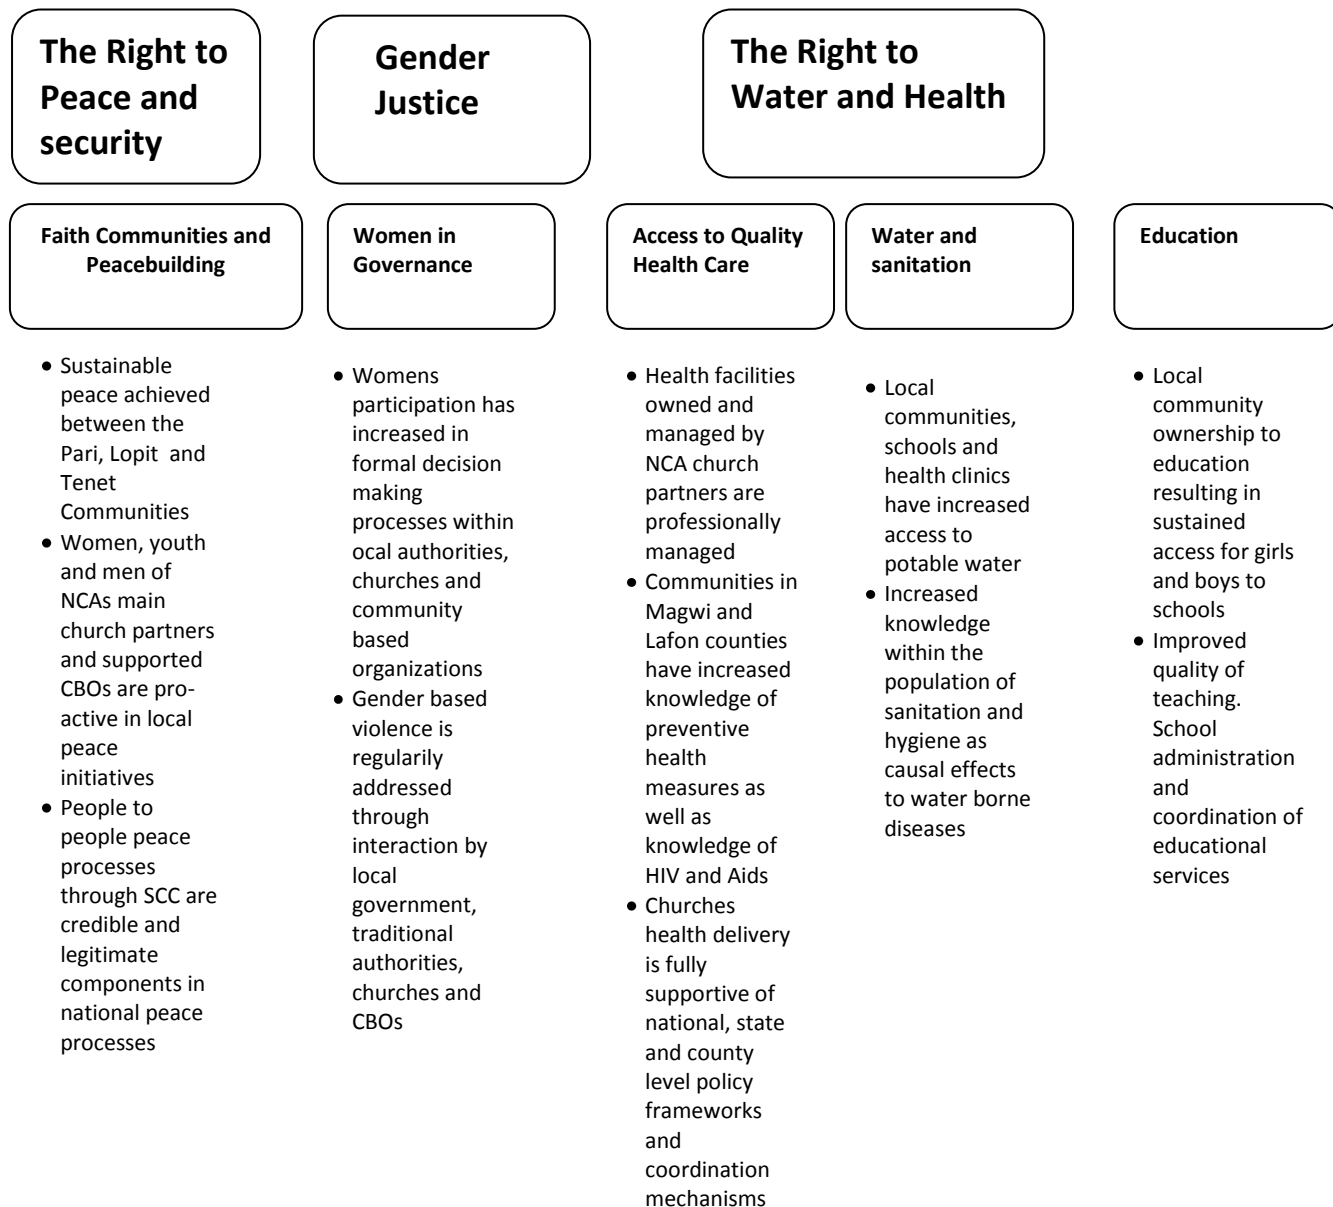 The Right to
Peace and
security
Gender
Justice
The Right to
Water and Health
Faith Communities and
Peacebuilding
Women in
Governance
Access to Quality
Health Care
Water and
sanitation
Education
• Sustainable
peace achieved
between the
Pari, Lopit and
Tenet
Communities
• Women, youth
and men of
NCAs main
church partners
and supported
CBOs are pro-
active in local
peace
initiatives
• People to
people peace
processes
through SCC are
credible and
legitimate
components in
national peace
processes
• Womens
participation has
increased in
formal decision
making
processes within
ocal authorities,
churches and
community
based
organizations
• Gender based
violence is
regularily
addressed
through
interaction by
local
government,
traditional
authorities,
churches and
CBOs
• Health facilities
owned and
managed by
NCA church
partners are
professionally
managed
• Communities in
Magwi and
Lafon counties
have increased
knowledge of
preventive
health
measures as
well as
knowledge of
HIV and Aids
• Churches
health delivery
is fully
supportive of
national, state
and county
level policy
frameworks
and
coordination
mechanisms
• Local
communities,
schools and
health clinics
have increased
access to
potable water
• Increased
knowledge
within the
population of
sanitation and
hygiene as
causal effects
to water borne
diseases
• Local
community
ownership to
education
resulting in
sustained
access for girls
and boys to
schools
• Improved
quality of
teaching.
School
administration
and
coordination of
educational
services